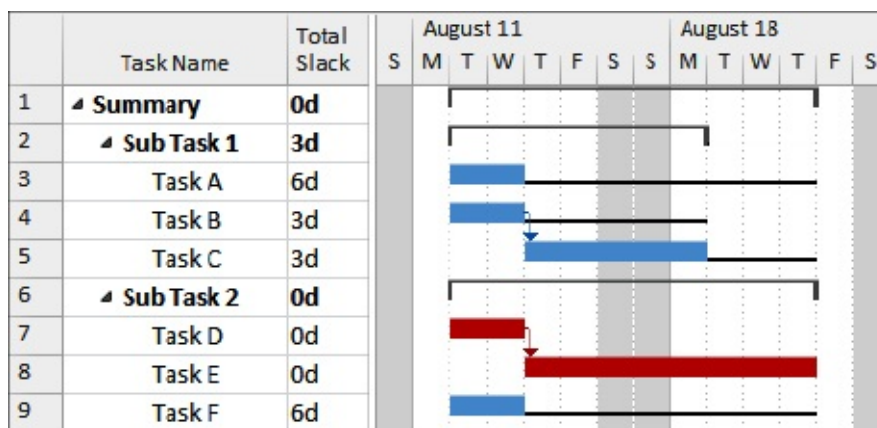 Task Name Total Slack S August 11 August 18
M T W T F S S M T W T F S
1 Summary 0d
2 Sub Task 1 3d
3 Task A 6d
4 Task B 3d
5 Task C 3d
6 Sub Task 2 0d
7 Task D 0d
8 Task E 0d
9 Task F 6d